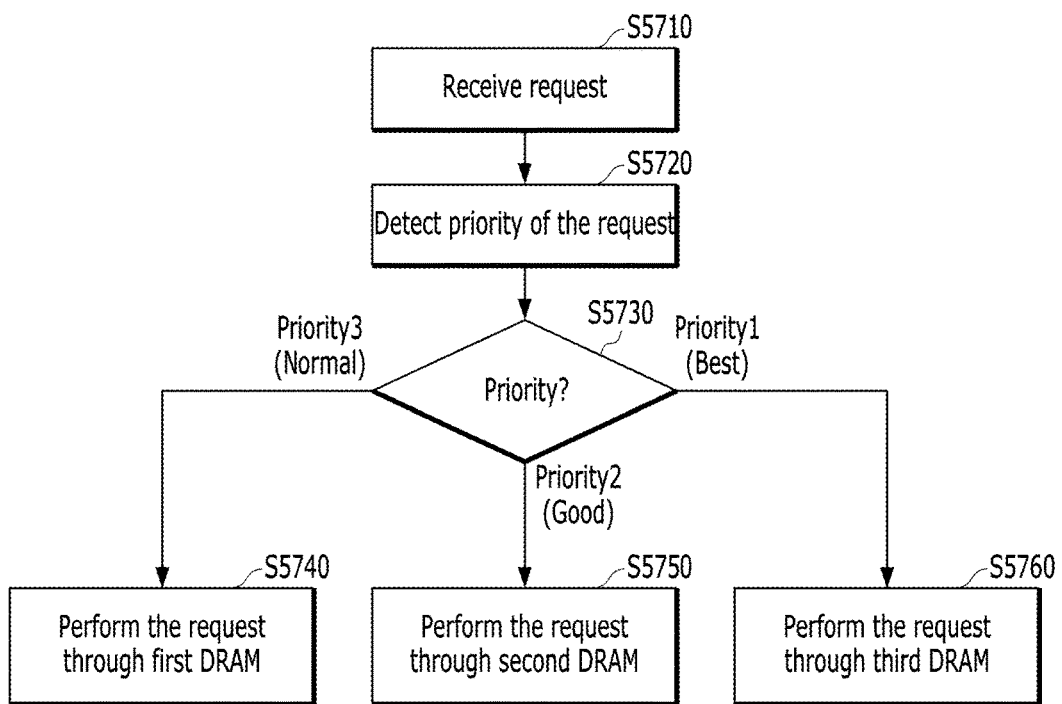 S5710
Receive request
S5720
Detect priority of the request
S5730
Priority3
(Normal)
Priority1
(Best)
Priority?
Priority2
(Good)
S5740
S5750
S5760
Perform the request
through first DRAM
Perform the request
through second DRAM
Perform the request
through third DRAM